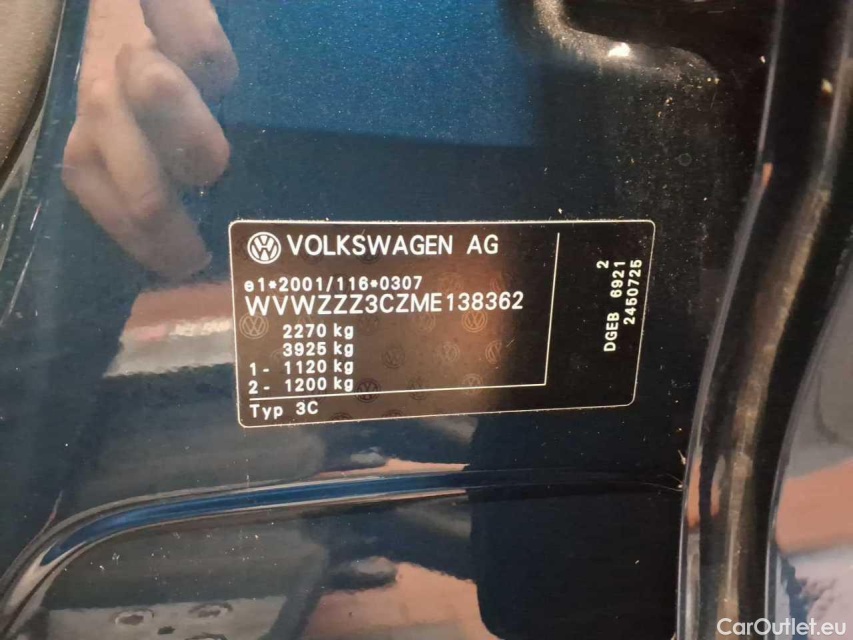 VOLKSWAGEN AG
e1*2001/116*0307
WVWZZZ3CZME138362
2270 kg
3925 kg
1- 1120 kg
2- 1200 kg
Typ 3C
2
DGEB 6921
2450725
CarOutlet.eu